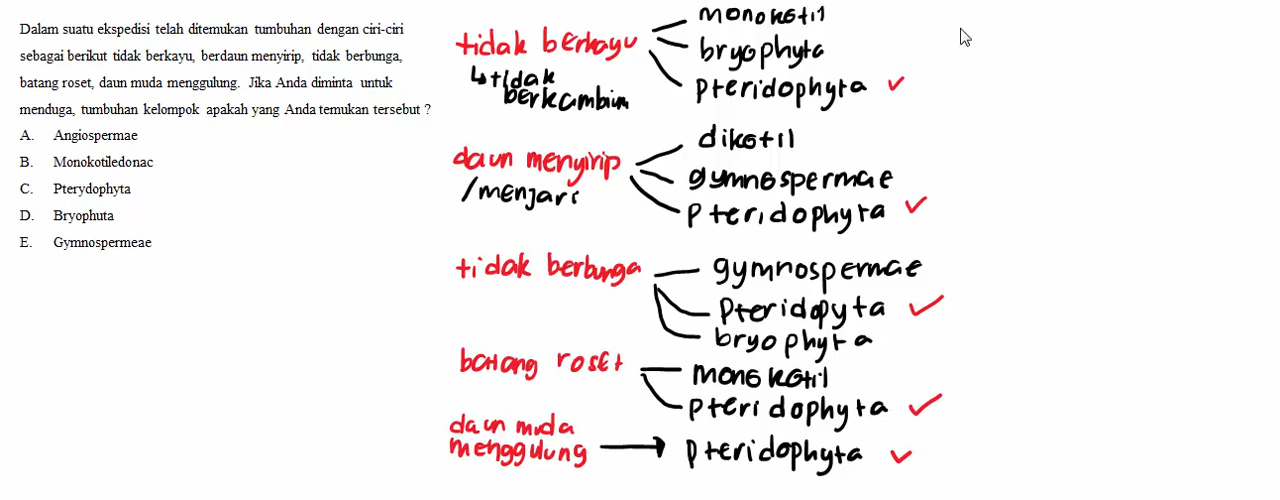 Dalam suatu ekspedisi telah ditemukan tumbuhan dengan ciri-ciri
sebagai berikut tidak berkayu, berdaun menyirip, tidak berbunga,
batang roset, daun muda menggulung. Jika Anda diminta untuk
menduga, tumbuhan kelompok apakah yang Anda temukan tersebut ?
A. Angiospermae
B. Monokotiledonac
C. Pterydophyta
D. Bryophuta
E. Gymnospermeae
tidak berkayu
↳ tidak
berkambium
monokotil
bryophyta
pteridophyta ✓
daun menyirip
/menjari
dikotil
gymnospermae
pteridophyta ✓
tidak berbunga
gymnospermae
pteridopyta ✓
bryophyta
batang roset
monokotil
pteridophyta ✓
daun muda
menggulung → pteridophyta ✓